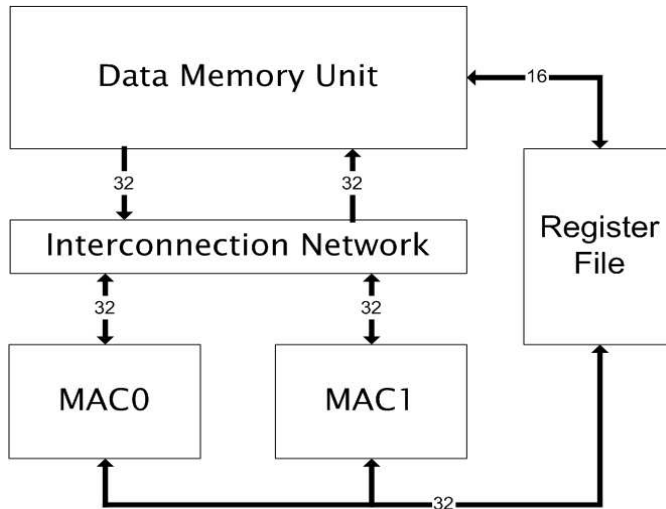 Data Memory Unit
16
32
32
Interconnection Network
Register
File
32
32
MAC0
MAC1
32